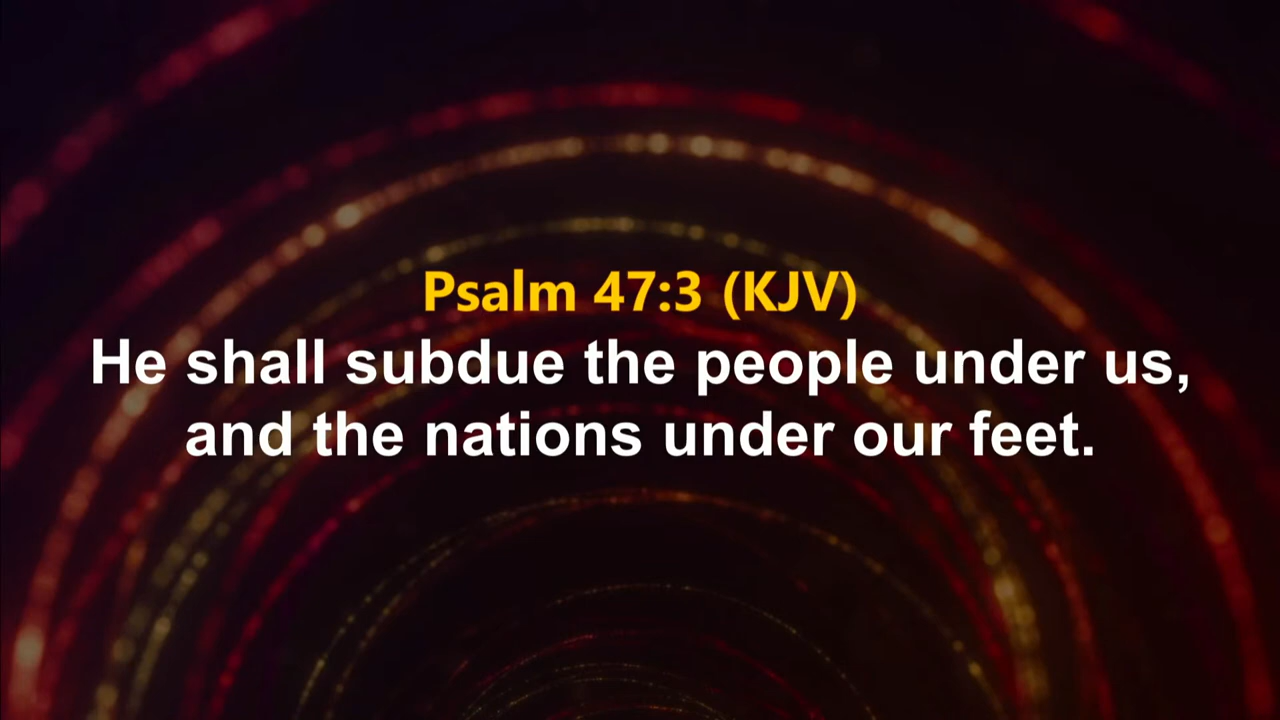 Psalm 47:3 (KJV)
He shall subdue the people under us,
and the nations under our feet.